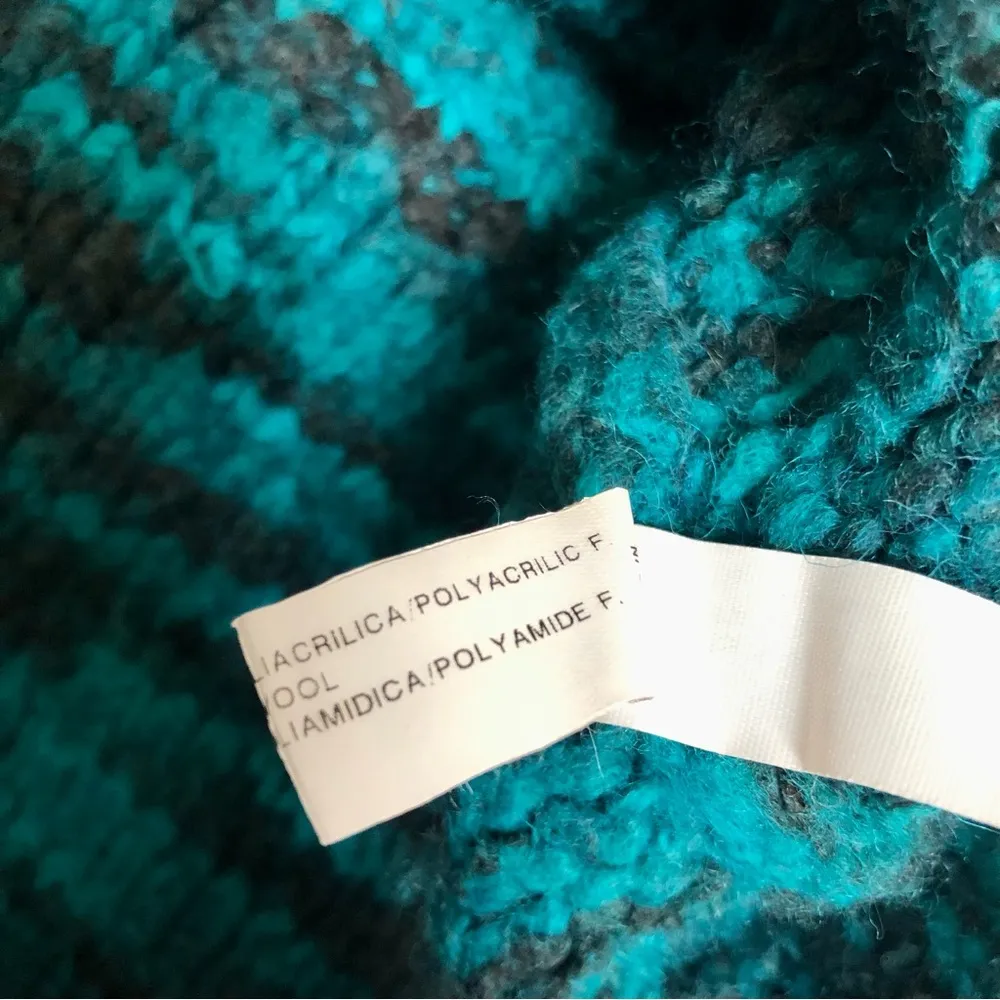 LIACRILICA/POLYACRILIC F.
OOL
LIAMIDICA/POLYAMIDE F.